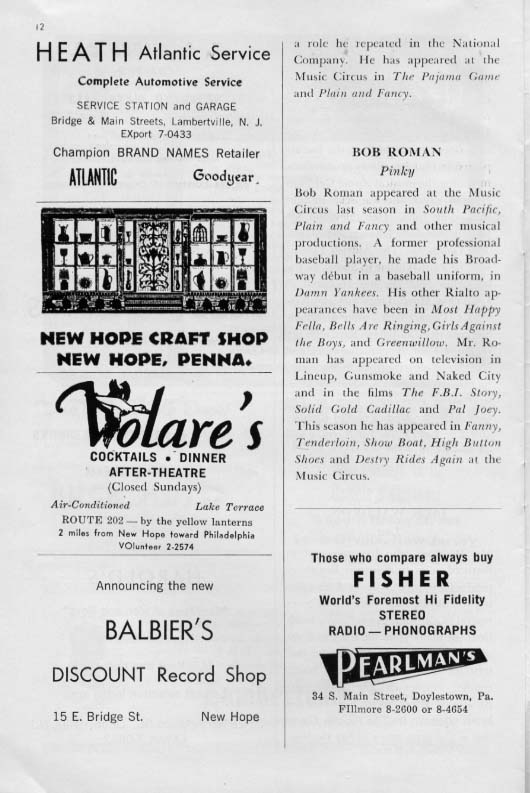 12
HEATH Atlantic Service
Complete Automotive Service
SERVICE STATION and GARAGE
Bridge & Main Streets, Lambertville, N. J.
EXport 7-0433
Champion BRAND NAMES Retailer
ATLANTIC Goodyear
NEW HOPE CRAFT SHOP
NEW HOPE, PENNA.
Volare's
COCKTAILS • DINNER
AFTER-THEATRE
(Closed Sundays)
Air-Conditioned Lake Terrace
ROUTE 202 — by the yellow lanterns
2 miles from New Hope toward Philadelphia
VOlunteer 2-2574
Announcing the new
BALBIER'S
DISCOUNT Record Shop
15 E. Bridge St. New Hope
a role he repeated in the National
Company. He has appeared at the
Music Circus in The Pajama Game
and Plain and Fancy.
BOB ROMAN
Pinky
Bob Roman appeared at the Music
Circus last season in South Pacific,
Plain and Fancy and other musical
productions. A former professional
baseball player, he made his Broad-
way début in a baseball uniform, in
Damn Yankees. His other Rialto ap-
pearances have been in Most Happy
Fella, Bells Are Ringing, Girls Against
the Boys, and Greenwillow. Mr. Ro-
man has appeared on television in
Lineup, Gunsmoke and Naked City
and in the films The F.B.I. Story,
Solid Gold Cadillac and Pal Joey.
This season he has appeared in Fanny,
Tenderloin, Show Boat, High Button
Shoes and Destry Rides Again at the
Music Circus.
Those who compare always buy
FISHER
World's Foremost Hi Fidelity
STEREO
RADIO — PHONOGRAPHS
PEARLMAN'S
34 S. Main Street, Doylestown, Pa.
FIllmore 8-2600 or 8-4654